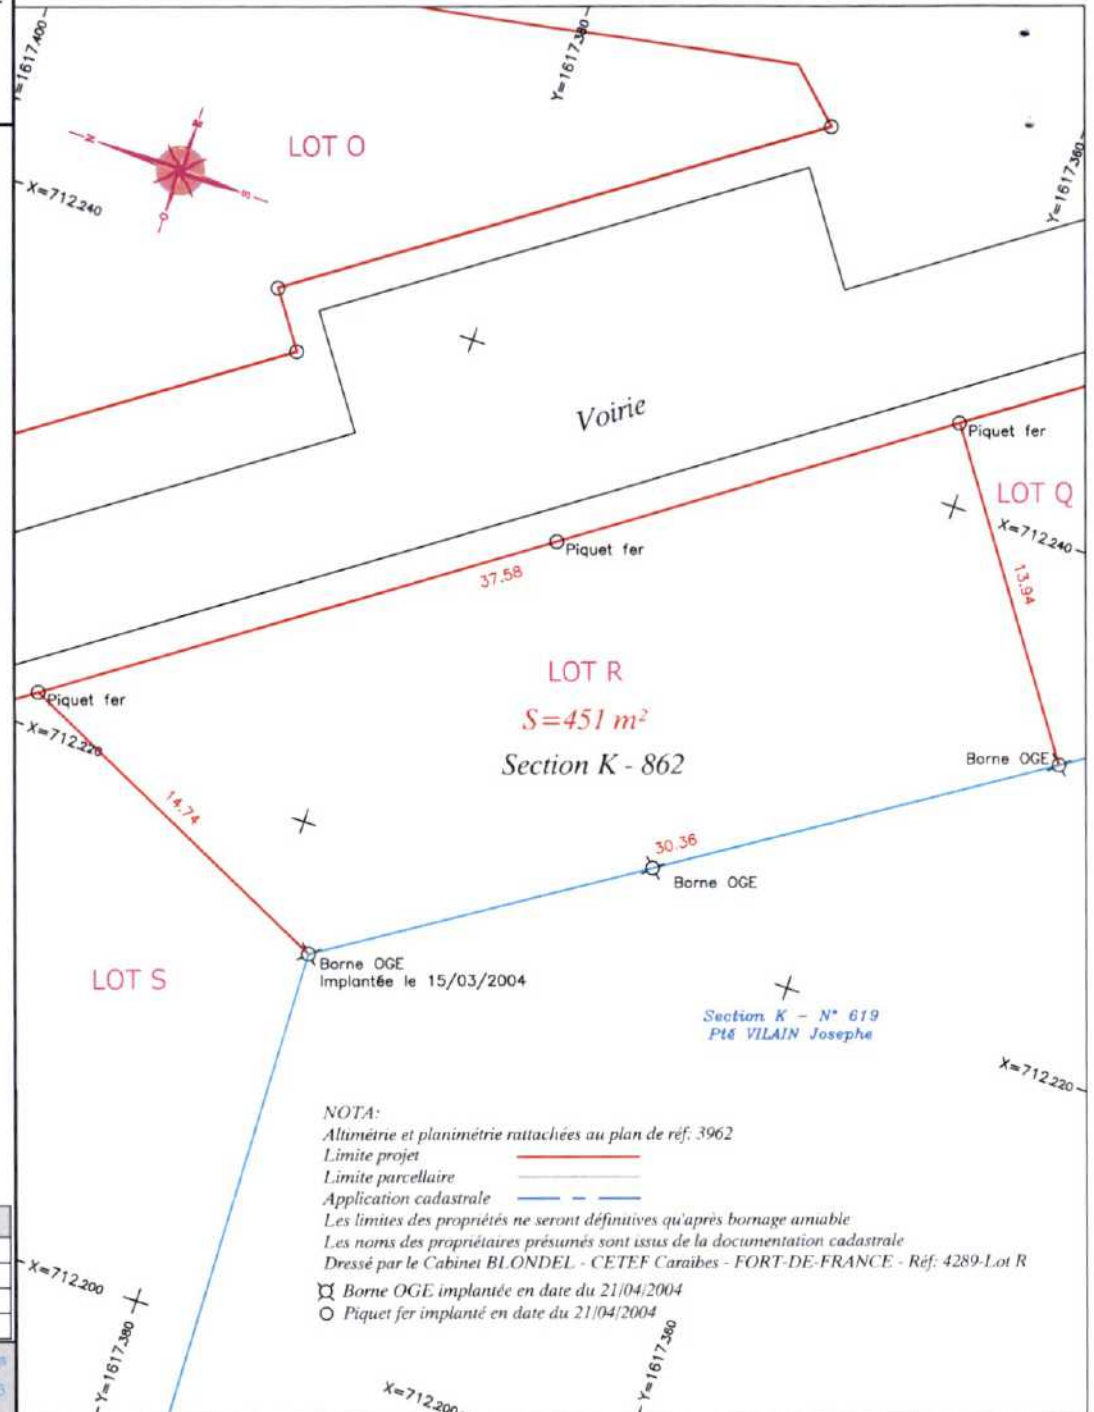 Y=1617.400
Y=1617.380
Y=1617.360
N
S
O
LOT O
X=712.240
Voirie
Piquet fer
LOT Q
X=712.240
Piquet fer
37.58
13.94
LOT R
Piquet fer
X=712.220
S=451 m²
Section K - 862
Borne OGE
14.74
30.36
Borne OGE
Borne OGE
Implantée le 15/03/2004
LOT S
Section K - N° 619
Pté VILAIN Josephe
X=712.220
NOTA:
Altimétrie et planimétrie rattachées au plan de réf: 3962
Limite projet
Limite parcellaire
Application cadastrale
Les limites des propriétés ne seront définitives qu'après bornage amiable
Les noms des propriétaires présumés sont issus de la documentation cadastrale
Dressé par le Cabinet BLONDEL - CETEF Caraïbes - FORT-DE-FRANCE - Réf: 4289-Lot R
Borne OGE implantée en date du 21/04/2004
Piquet fer implanté en date du 21/04/2004
X=712.200
Y=1617.380
Y=1617.360
X=712.200